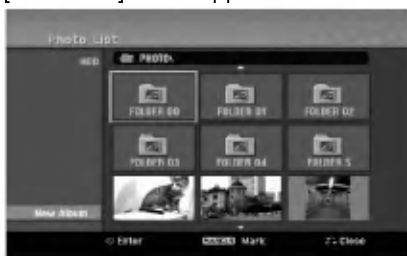 Photo List
HDD
PHOTO\
FOLDER 00 FOLDER 01 FOLDER 02
FOLDER 03 FOLDER 04 FOLDER 5
New Album
Enter Mark Close